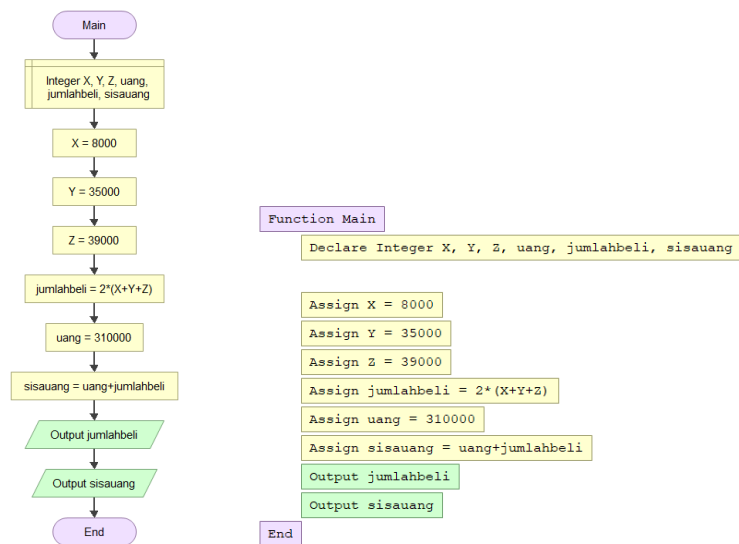 Main
Integer X, Y, Z, uang,
jumlahbeli, sisauang
X = 8000
Y = 35000
Z = 39000
jumlahbeli = 2*(X+Y+Z)
uang = 310000
sisauang = uang+jumlahbeli
Output jumlahbeli
Output sisauang
End
Function Main
Declare Integer X, Y, Z, uang, jumlahbeli, sisauang
Assign X = 8000
Assign Y = 35000
Assign Z = 39000
Assign jumlahbeli = 2*(X+Y+Z)
Assign uang = 310000
Assign sisauang = uang+jumlahbeli
Output jumlahbeli
Output sisauang
End